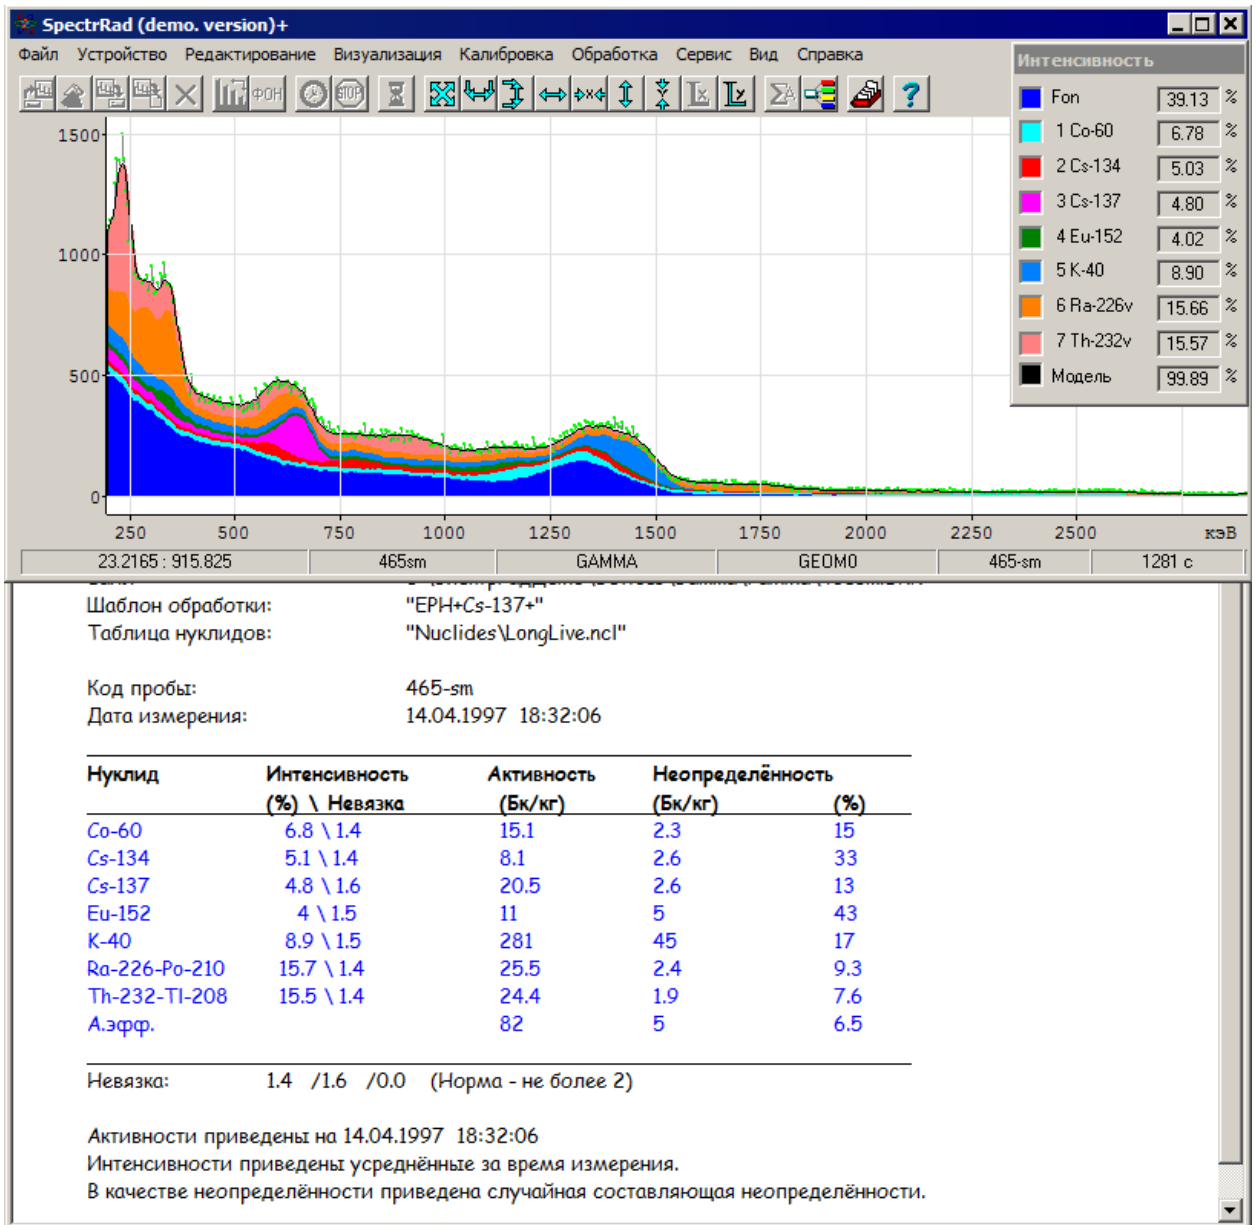 SpectrRad (demo. version)+
Файл Устройство Редактирование Визуализация Калибровка Обработка Сервис Вид Справка
ФОН STOP
Интенсивность
Fon 39.13 %
1 Co-60 6.78 %
2 Cs-134 5.03 %
3 Cs-137 4.80 %
4 Eu-152 4.02 %
5 K-40 8.90 %
6 Ra-226v 15.66 %
7 Th-232v 15.57 %
Модель 99.89 %
1500
1000
500
0
250 500 750 1000 1250 1500 1750 2000 2250 2500 кэВ
23.2165 : 915.825 465sm GAMMA GEOM0 465-sm 1281 с
Шаблон обработки: "EPH+Cs-137+"
Таблица нуклидов: "Nuclides\LongLive.ncl"
Код пробы: 465-sm
Дата измерения: 14.04.1997 18:32:06
Нуклид Интенсивность Активность Неопределённость
(%) \ Невязка (Бк/кг) (Бк/кг) (%)
Co-60 6.8 \ 1.4 15.1 2.3 15
Cs-134 5.1 \ 1.4 8.1 2.6 33
Cs-137 4.8 \ 1.6 20.5 2.6 13
Eu-152 4 \ 1.5 11 5 43
K-40 8.9 \ 1.5 281 45 17
Ra-226-Po-210 15.7 \ 1.4 25.5 2.4 9.3
Th-232-Tl-208 15.5 \ 1.4 24.4 1.9 7.6
А.эфф. 82 5 6.5
Невязка: 1.4 /1.6 /0.0 (Норма - не более 2)
Активности приведены на 14.04.1997 18:32:06
Интенсивности приведены усреднённые за время измерения.
В качестве неопределённости приведена случайная составляющая неопределённости.